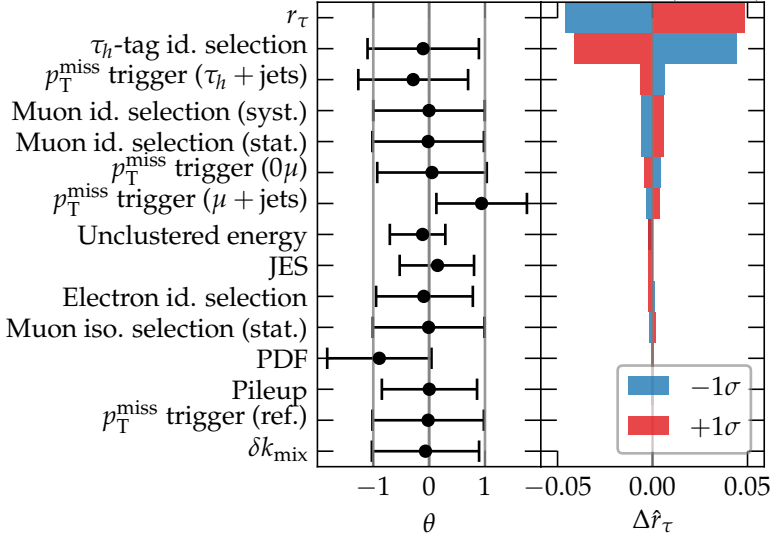 r_τ
τ_h-tag id. selection
p_T^miss trigger (τ_h + jets)
Muon id. selection (syst.)
Muon id. selection (stat.)
p_T^miss trigger (0μ)
p_T^miss trigger (μ + jets)
Unclustered energy
JES
Electron id. selection
Muon iso. selection (stat.)
PDF
Pileup
p_T^miss trigger (ref.)
δk_mix
−1 0 1
θ
−1σ
+1σ
−0.05 0.00 0.05
Δr̂_τ